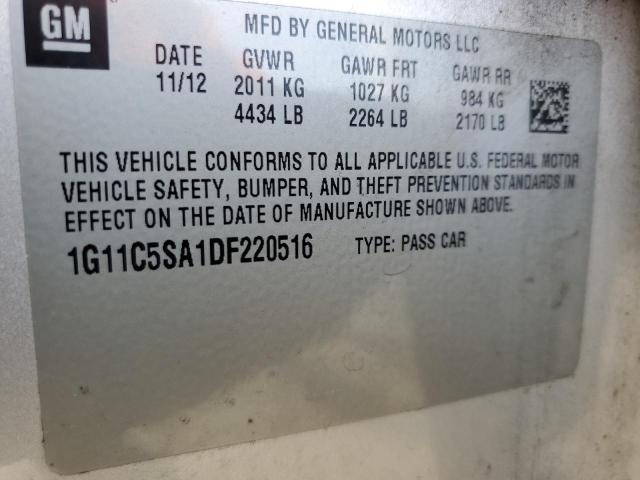 GM
MFD BY GENERAL MOTORS LLC
DATE GVWR GAWR FRT GAWR RR
11/12 2011 KG 1027 KG 984 KG
4434 LB 2264 LB 2170 LB
THIS VEHICLE CONFORMS TO ALL APPLICABLE U.S. FEDERAL MOTOR
VEHICLE SAFETY, BUMPER, AND THEFT PREVENTION STANDARDS IN
EFFECT ON THE DATE OF MANUFACTURE SHOWN ABOVE.
1G11C5SA1DF220516 TYPE: PASS CAR